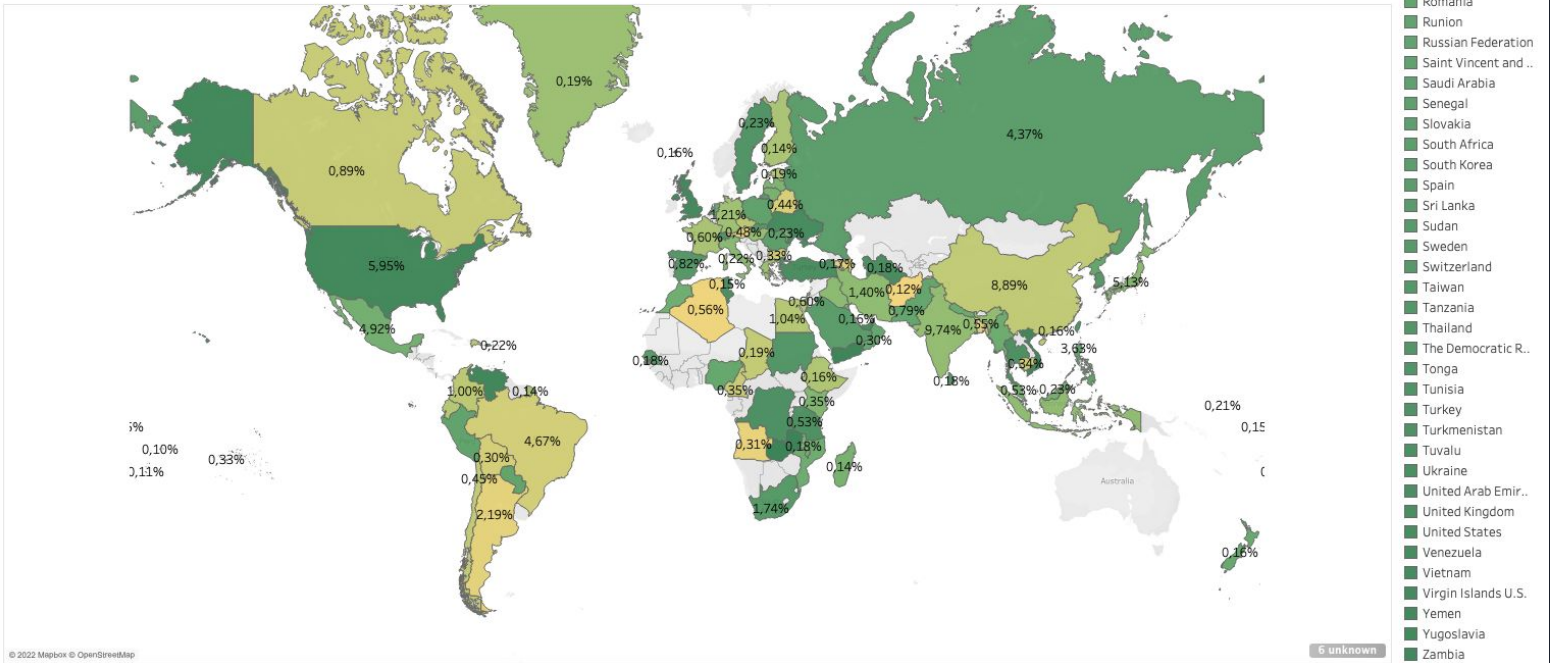 0,19%
4,37%
0,23%
0,14%
0,16%
0,89%
0,19%
0,44%
1,21%
0,60%
0,48%
0,23%
0,82%
0,22%
0,33%
0,17%
0,18%
5,95%
0,15%
1,40%
0,12%
8,89%
5,13%
0,56%
0,60%
0,79%
1,04%
0,16%
9,74%
0,55%
0,16%
4,92%
0,30%
0,22%
0,19%
3,63%
0,18%
0,34%
0,16%
0,18%
1,00%
0,14%
0,35%
0,53%
0,23%
0,35%
0,21%
0,53%
0,15
4,67%
0,31%
0,18%
0,10%
0,33%
0,30%
0,14%
0,11%
0,45%
Australia
2,19%
1,74%
0,16%
© 2022 Mapbox © OpenStreetMap
6 unknown
Romania
Runion
Russian Federation
Saint Vincent and ..
Saudi Arabia
Senegal
Slovakia
South Africa
South Korea
Spain
Sri Lanka
Sudan
Sweden
Switzerland
Taiwan
Tanzania
Thailand
The Democratic R..
Tonga
Tunisia
Turkey
Turkmenistan
Tuvalu
Ukraine
United Arab Emir..
United Kingdom
United States
Venezuela
Vietnam
Virgin Islands U.S.
Yemen
Yugoslavia
Zambia